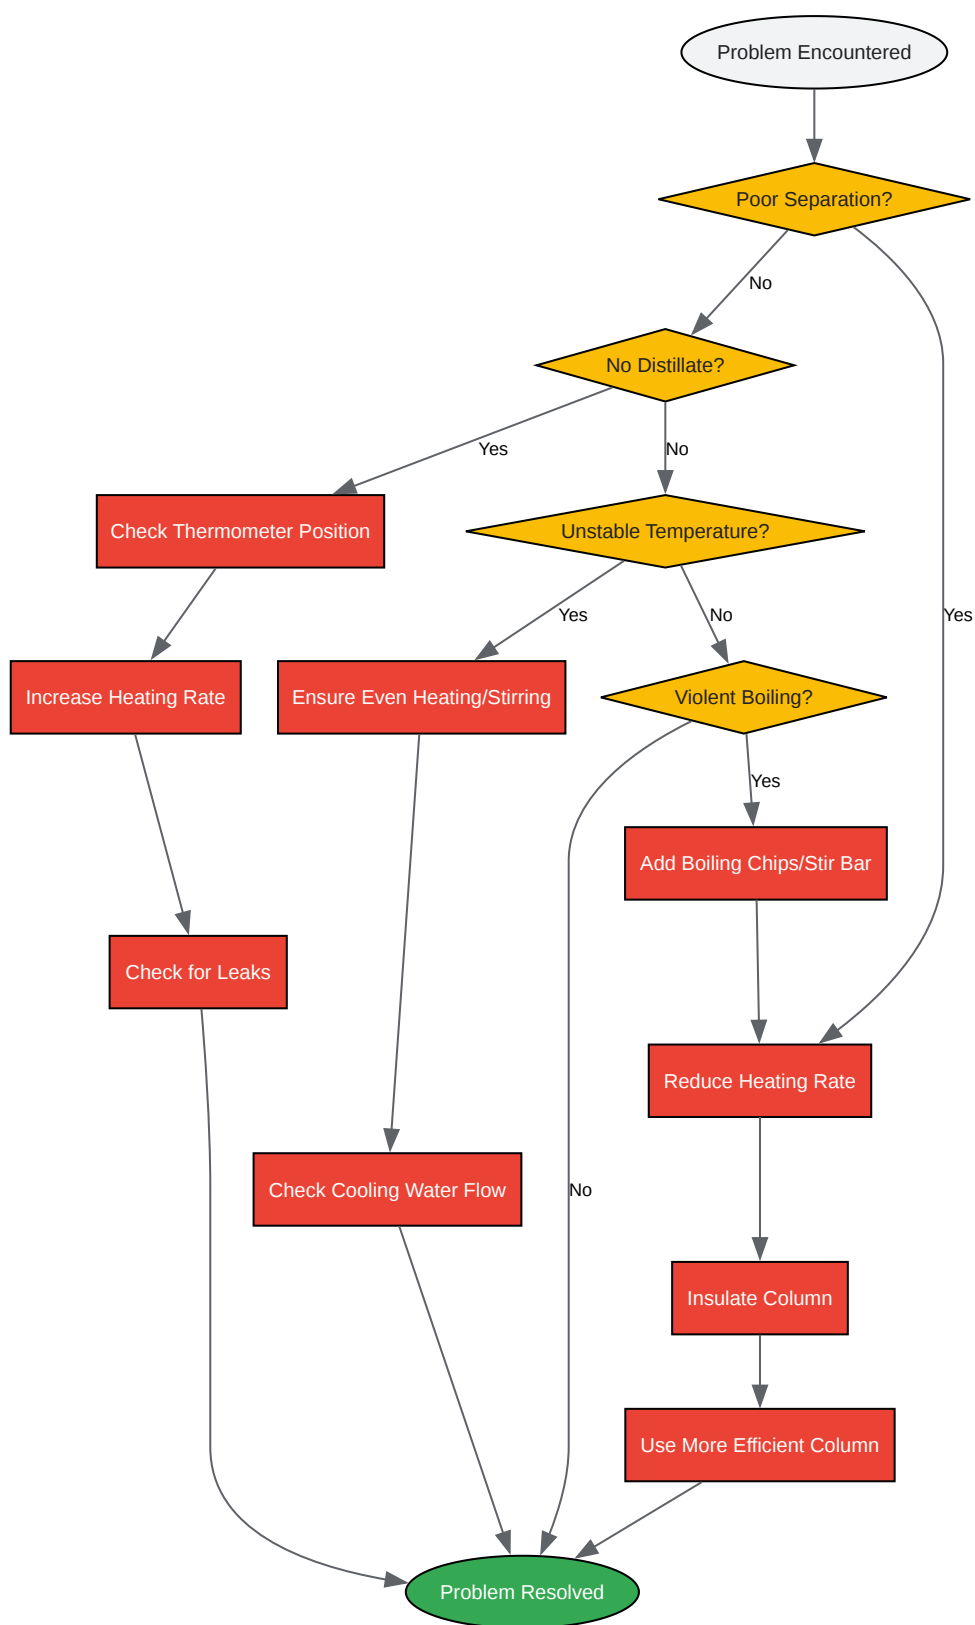 Problem Encountered
Poor Separation?
No
No Distillate?
Yes
No
Check Thermometer Position
Unstable Temperature?
Yes
No
Yes
Increase Heating Rate
Ensure Even Heating/Stirring
Violent Boiling?
Yes
Add Boiling Chips/Stir Bar
Check for Leaks
Reduce Heating Rate
Check Cooling Water Flow
No
Insulate Column
Use More Efficient Column
Problem Resolved